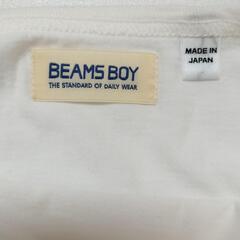 BEAMS BOY
THE STANDARD OF DAILY WEAR
MADE IN
JAPAN